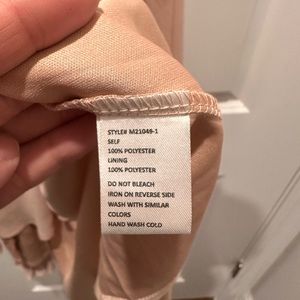 STYLE# M21049-1
SELF
100% POLYESTER
LINING
100% POLYESTER
DO NOT BLEACH
IRON ON REVERSE SIDE
WASH WITH SIMILAR
COLORS
HAND WASH COLD